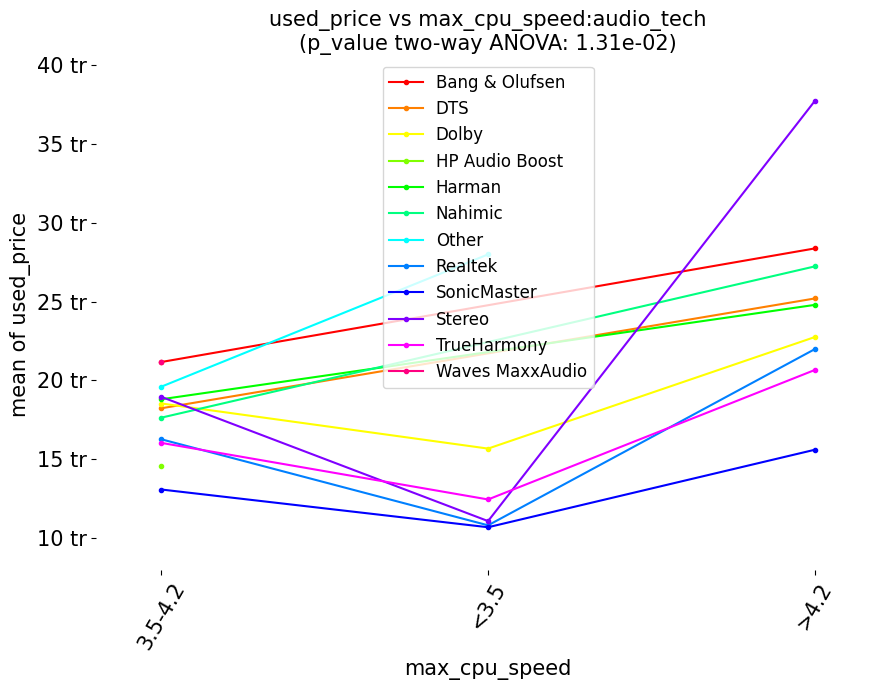 used_price vs max_cpu_speed:audio_tech
(p_value two-way ANOVA: 1.31e-02)
40 tr
35 tr
30 tr
25 tr
20 tr
15 tr
10 tr
mean of used_price
Bang & Olufsen
DTS
Dolby
HP Audio Boost
Harman
Nahimic
Other
Realtek
SonicMaster
Stereo
TrueHarmony
Waves MaxxAudio
3.5-4.2
<3.5
>4.2
max_cpu_speed